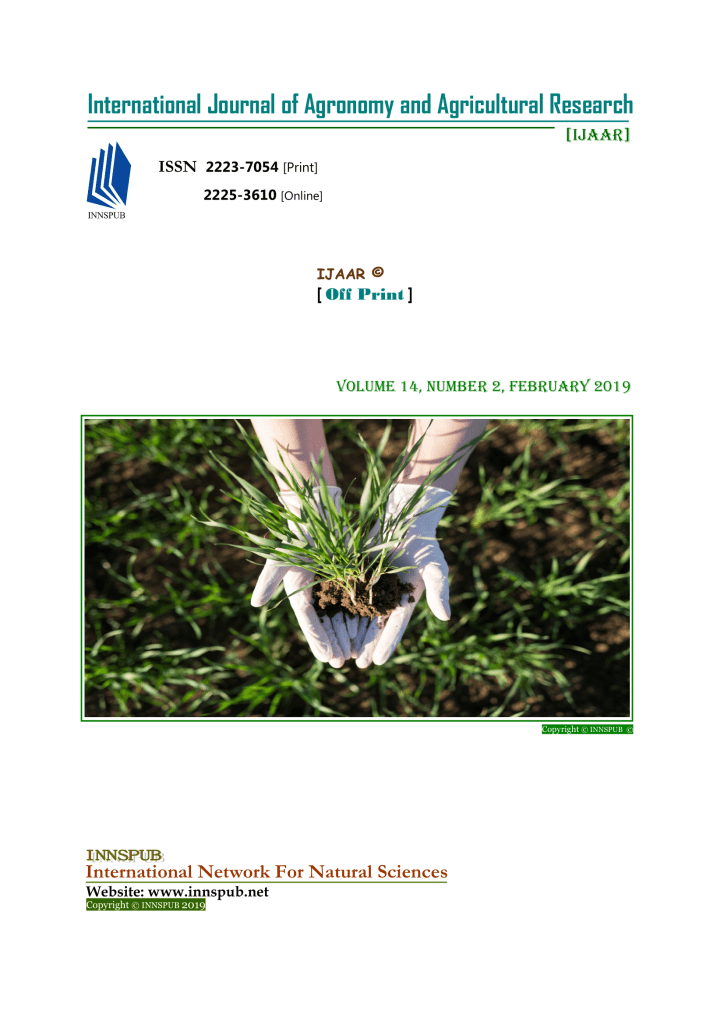 International Journal of Agronomy and Agricultural Research
[IJAAR]
ISSN 2223-7054 [Print]
2225-3610 [Online]
INNSPUB
IJAAR ©
[ Off Print ]
VOLUME 14, NUMBER 2, FEBRUARY 2019
Copyright © INNSPUB ©
INNSPUB
International Network For Natural Sciences
Website: www.innspub.net
Copyright © INNSPUB 2019